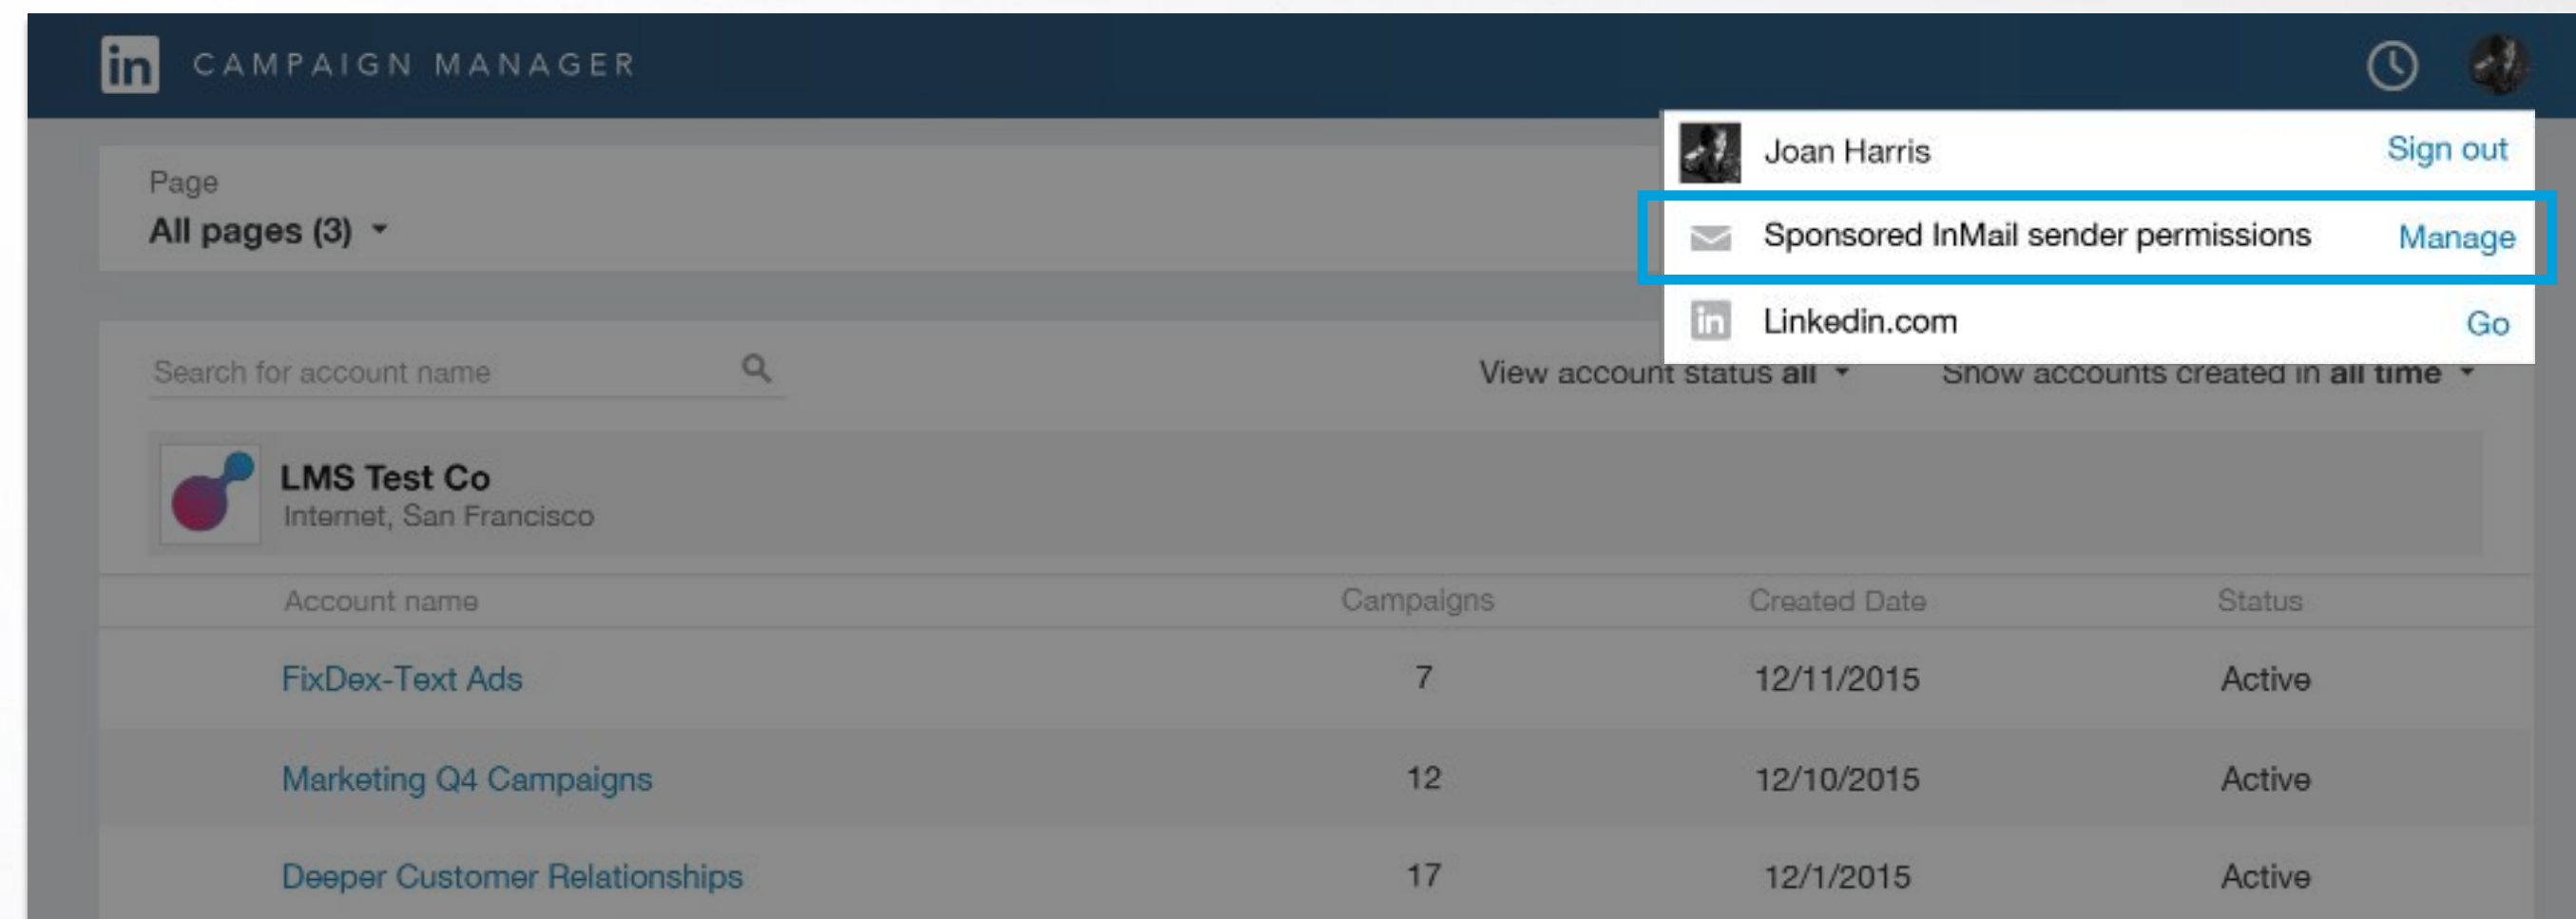 in CAMPAIGN MANAGER
Joan Harris Sign out
Page
All pages (3)
Sponsored InMail sender permissions Manage
in Linkedin.com Go
Search for account name View account status all Show accounts created in all time
LMS Test Co
Internet, San Francisco
Account name Campaigns Created Date Status
FixDex-Text Ads 7 12/11/2015 Active
Marketing Q4 Campaigns 12 12/10/2015 Active
Deeper Customer Relationships 17 12/1/2015 Active